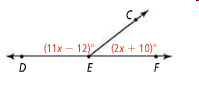 C
(11x − 12)° (2x + 10)°
D E F